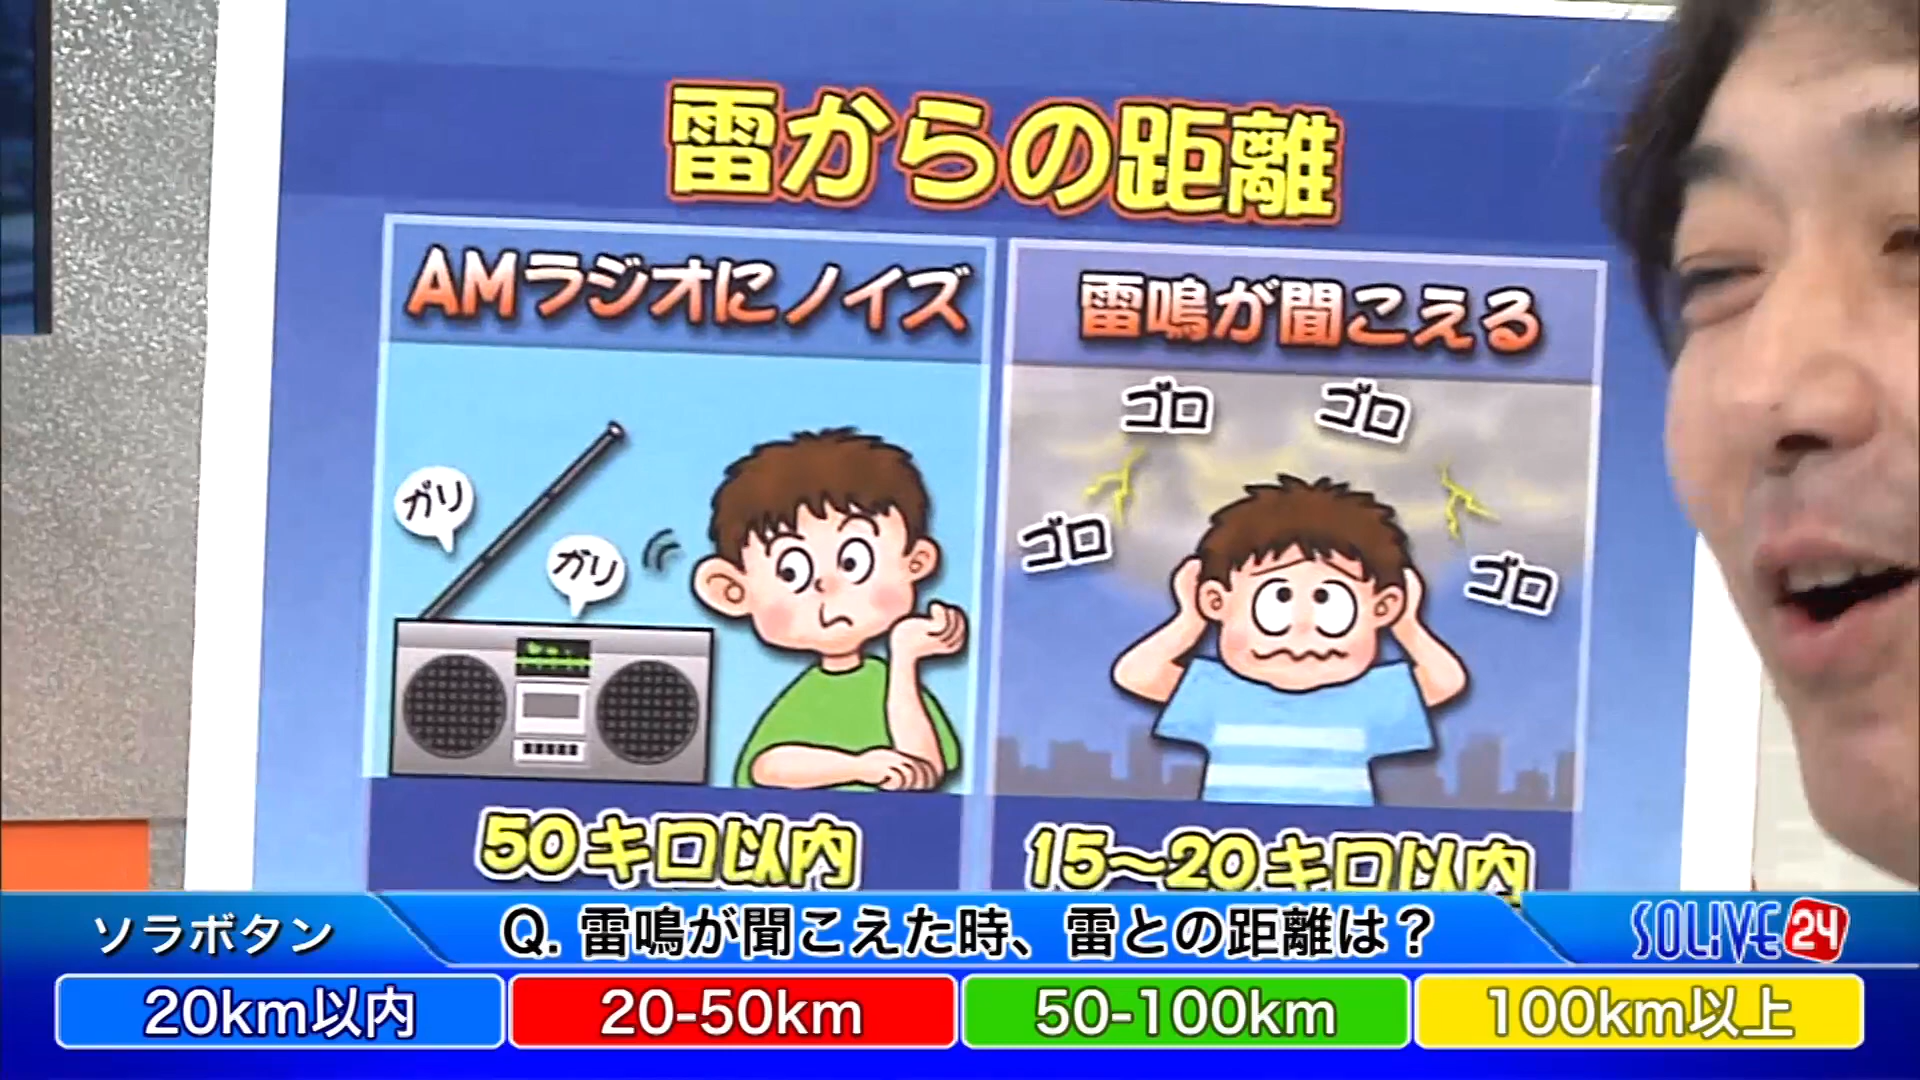 雷からの距離
AMラジオにノイズ
雷鳴が聞こえる
ゴロ
ゴロ
ガリ
ガリ
ゴロ
ゴロ
50キロ以内
15～20キロ以内
ソラボタン
Q. 雷鳴が聞こえた時、雷との距離は？
SOLiVE24
20km以内
20-50km
50-100km
100km以上